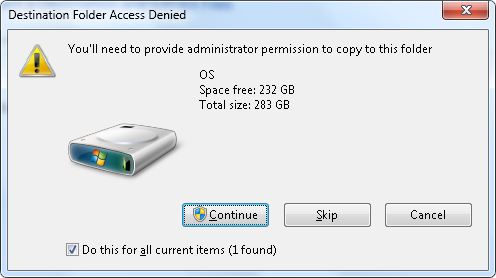 Destination Folder Access Denied
You'll need to provide administrator permission to copy to this folder
OS
Space free: 232 GB
Total size: 283 GB
Continue
Skip
Cancel
Do this for all current items (1 found)